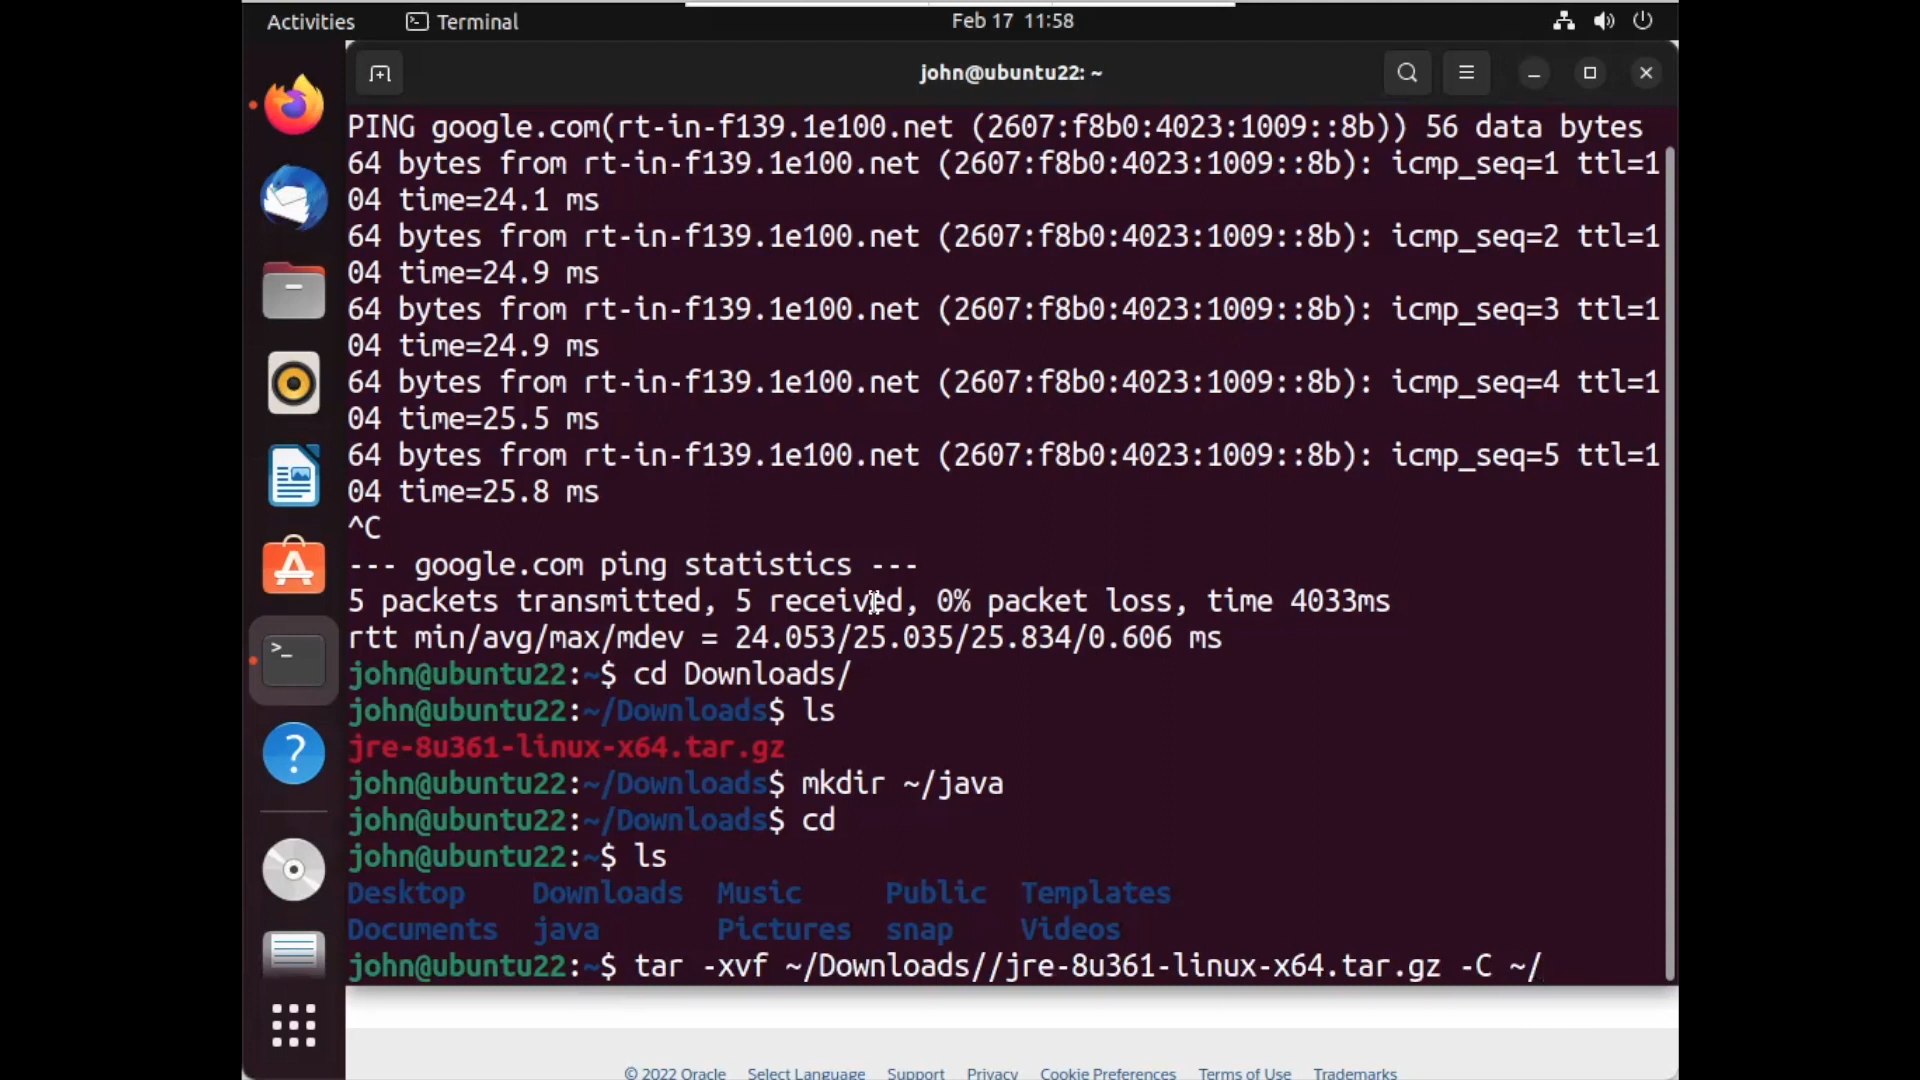 Activities
Terminal
Feb 17 11:58
john@ubuntu22: ~
PING google.com(rt-in-f139.1e100.net (2607:f8b0:4023:1009::8b)) 56 data bytes
64 bytes from rt-in-f139.1e100.net (2607:f8b0:4023:1009::8b): icmp_seq=1 ttl=1
04 time=24.1 ms
64 bytes from rt-in-f139.1e100.net (2607:f8b0:4023:1009::8b): icmp_seq=2 ttl=1
04 time=24.9 ms
64 bytes from rt-in-f139.1e100.net (2607:f8b0:4023:1009::8b): icmp_seq=3 ttl=1
04 time=24.9 ms
64 bytes from rt-in-f139.1e100.net (2607:f8b0:4023:1009::8b): icmp_seq=4 ttl=1
04 time=25.5 ms
64 bytes from rt-in-f139.1e100.net (2607:f8b0:4023:1009::8b): icmp_seq=5 ttl=1
04 time=25.8 ms
^C
--- google.com ping statistics ---
5 packets transmitted, 5 received, 0% packet loss, time 4033ms
rtt min/avg/max/mdev = 24.053/25.035/25.834/0.606 ms
john@ubuntu22:~$ cd Downloads/
john@ubuntu22:~/Downloads$ ls
jre-8u361-linux-x64.tar.gz
john@ubuntu22:~/Downloads$ mkdir ~/java
john@ubuntu22:~/Downloads$ cd
john@ubuntu22:~$ ls
Desktop Downloads Music Public Templates
Documents java Pictures snap Videos
john@ubuntu22:~$ tar -xvf ~/Downloads//jre-8u361-linux-x64.tar.gz -C ~/
© 2022 Oracle Select Language Support Privacy Cookie Preferences Terms of Use Trademarks